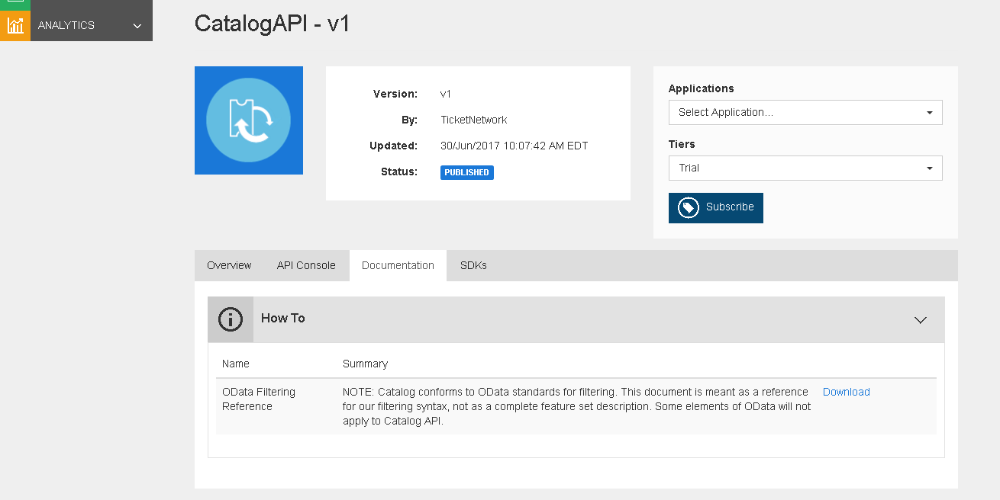 ANALYTICS
CatalogAPI - v1
Version: v1
By: TicketNetwork
Updated: 30/Jun/2017 10:07:42 AM EDT
Status: PUBLISHED
Applications
Select Application...
Tiers
Trial
Subscribe
Overview API Console Documentation SDKs
How To
Name Summary
OData Filtering Reference
NOTE: Catalog conforms to OData standards for filtering. This document is meant as a reference
for our filtering syntax, not as a complete feature set description. Some elements of OData will not
apply to Catalog API.
Download